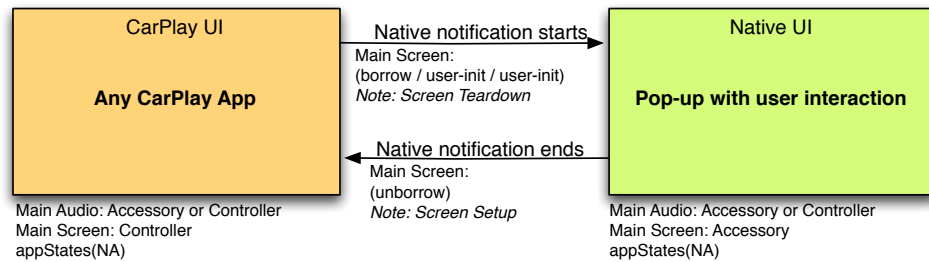 CarPlay UI
Any CarPlay App
Main Audio: Accessory or Controller
Main Screen: Controller
appStates(NA)
Native notification starts
Main Screen:
(borrow / user-init / user-init)
Note: Screen Teardown
Native notification ends
Main Screen:
(unborrow)
Note: Screen Setup
Native UI
Pop-up with user interaction
Main Audio: Accessory or Controller
Main Screen: Accessory
appStates(NA)